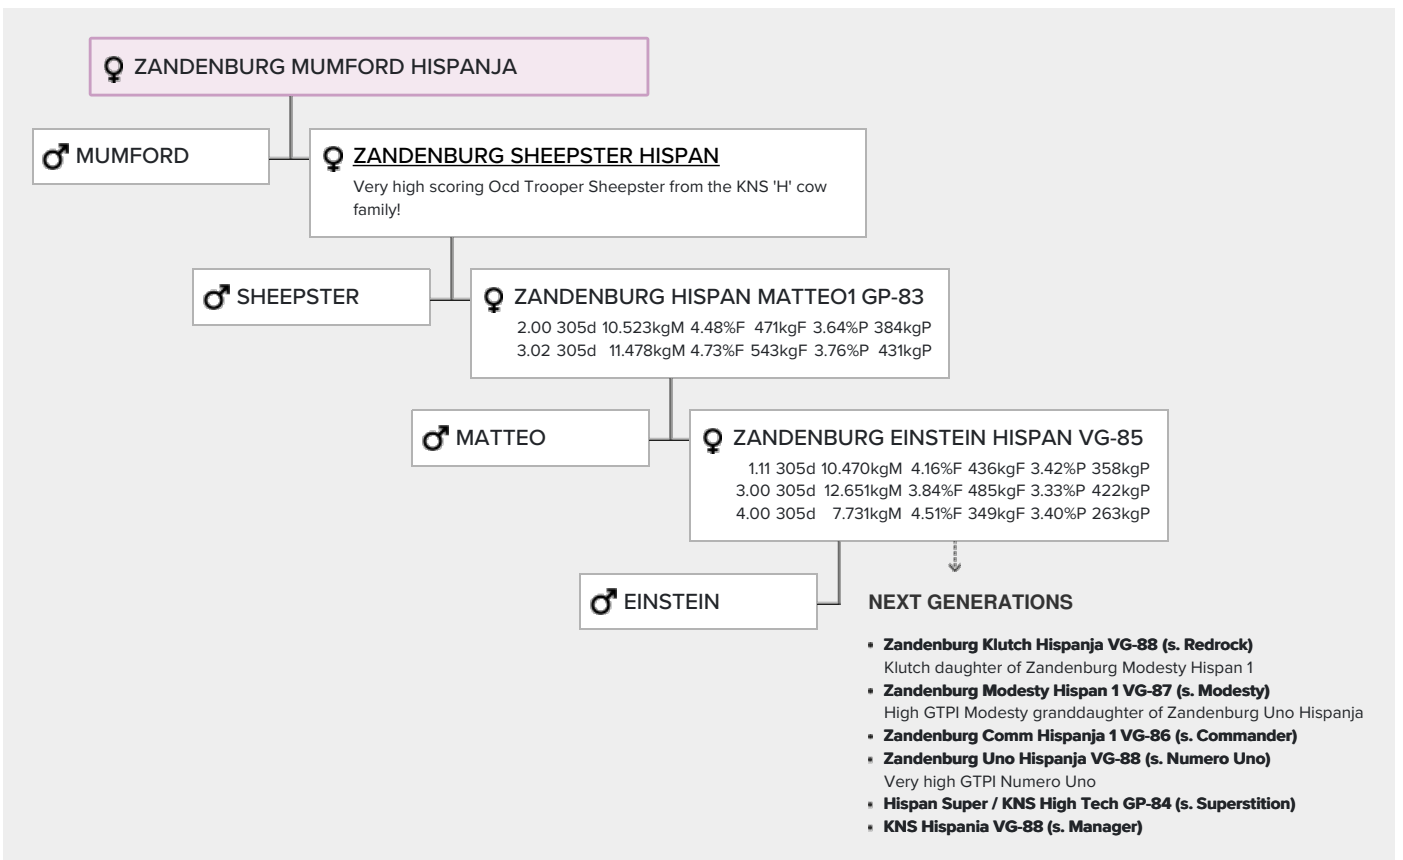 ZANDENBURG MUMFORD HISPANJA
MUMFORD
ZANDENBURG SHEEPSTER HISPAN
Very high scoring Ocd Trooper Sheepster from the KNS 'H' cow
family!
SHEEPSTER
ZANDENBURG HISPAN MATTEO1 GP-83
2.00 305d 10.523kgM 4.48%F 471kgF 3.64%P 384kgP
3.02 305d 11.478kgM 4.73%F 543kgF 3.76%P 431kgP
MATTEO
ZANDENBURG EINSTEIN HISPAN VG-85
1.11 305d 10.470kgM 4.16%F 436kgF 3.42%P 358kgP
3.00 305d 12.651kgM 3.84%F 485kgF 3.33%P 422kgP
4.00 305d 7.731kgM 4.51%F 349kgF 3.40%P 263kgP
EINSTEIN
NEXT GENERATIONS
• Zandenburg Klutch Hispanja VG-88 (s. Redrock)
Klutch daughter of Zandenburg Modesty Hispan 1
• Zandenburg Modesty Hispan 1 VG-87 (s. Modesty)
High GTPI Modesty granddaughter of Zandenburg Uno Hispanja
• Zandenburg Comm Hispanja 1 VG-86 (s. Commander)
• Zandenburg Uno Hispanja VG-88 (s. Numero Uno)
Very high GTPI Numero Uno
• Hispan Super / KNS High Tech GP-84 (s. Superstition)
• KNS Hispania VG-88 (s. Manager)